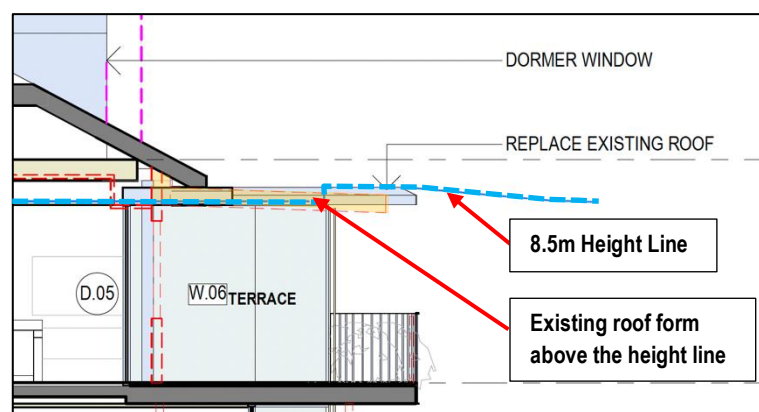 DORMER WINDOW
REPLACE EXISTING ROOF
8.5m Height Line
D.05
W.06
TERRACE
Existing roof form
above the height line